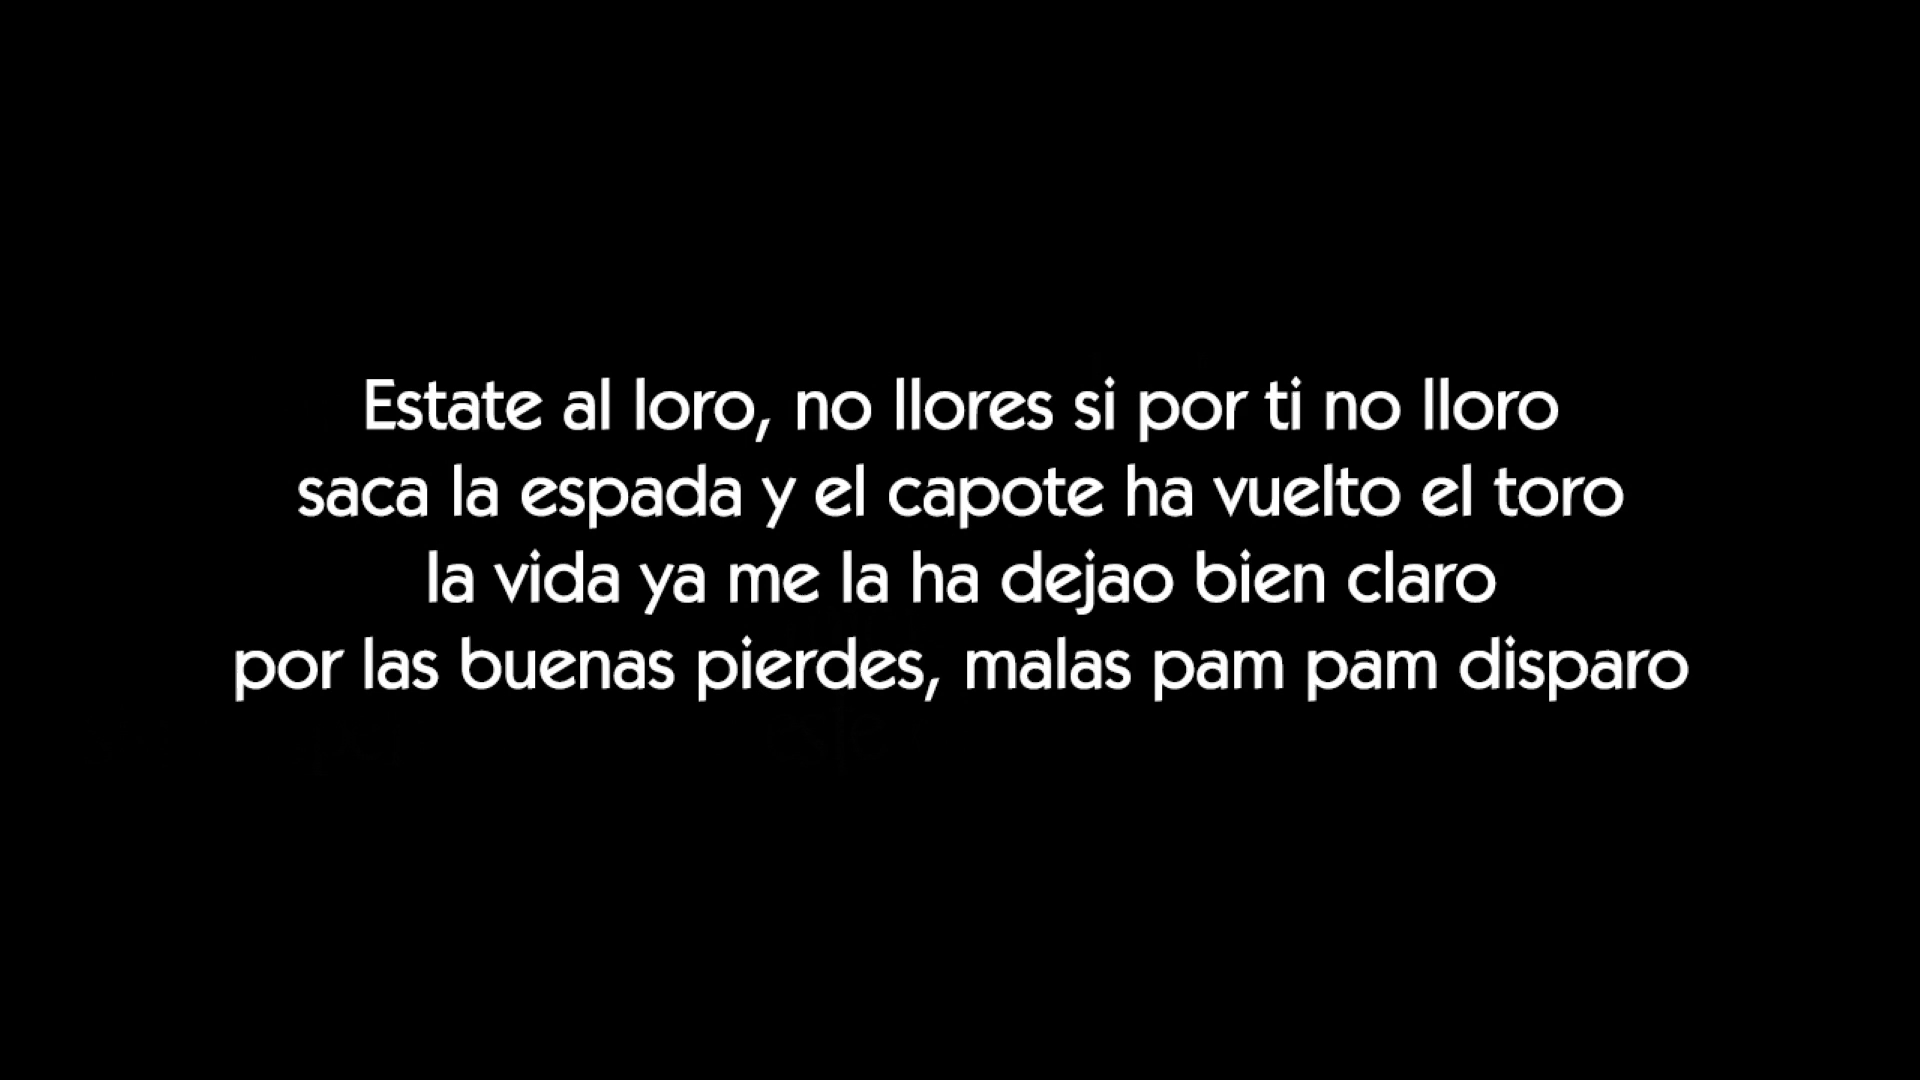 Estate al loro, no llores si por ti no lloro
saca la espada y el capote ha vuelto el toro
la vida ya me la ha dejao bien claro
por las buenas pierdes, malas pam pam disparo